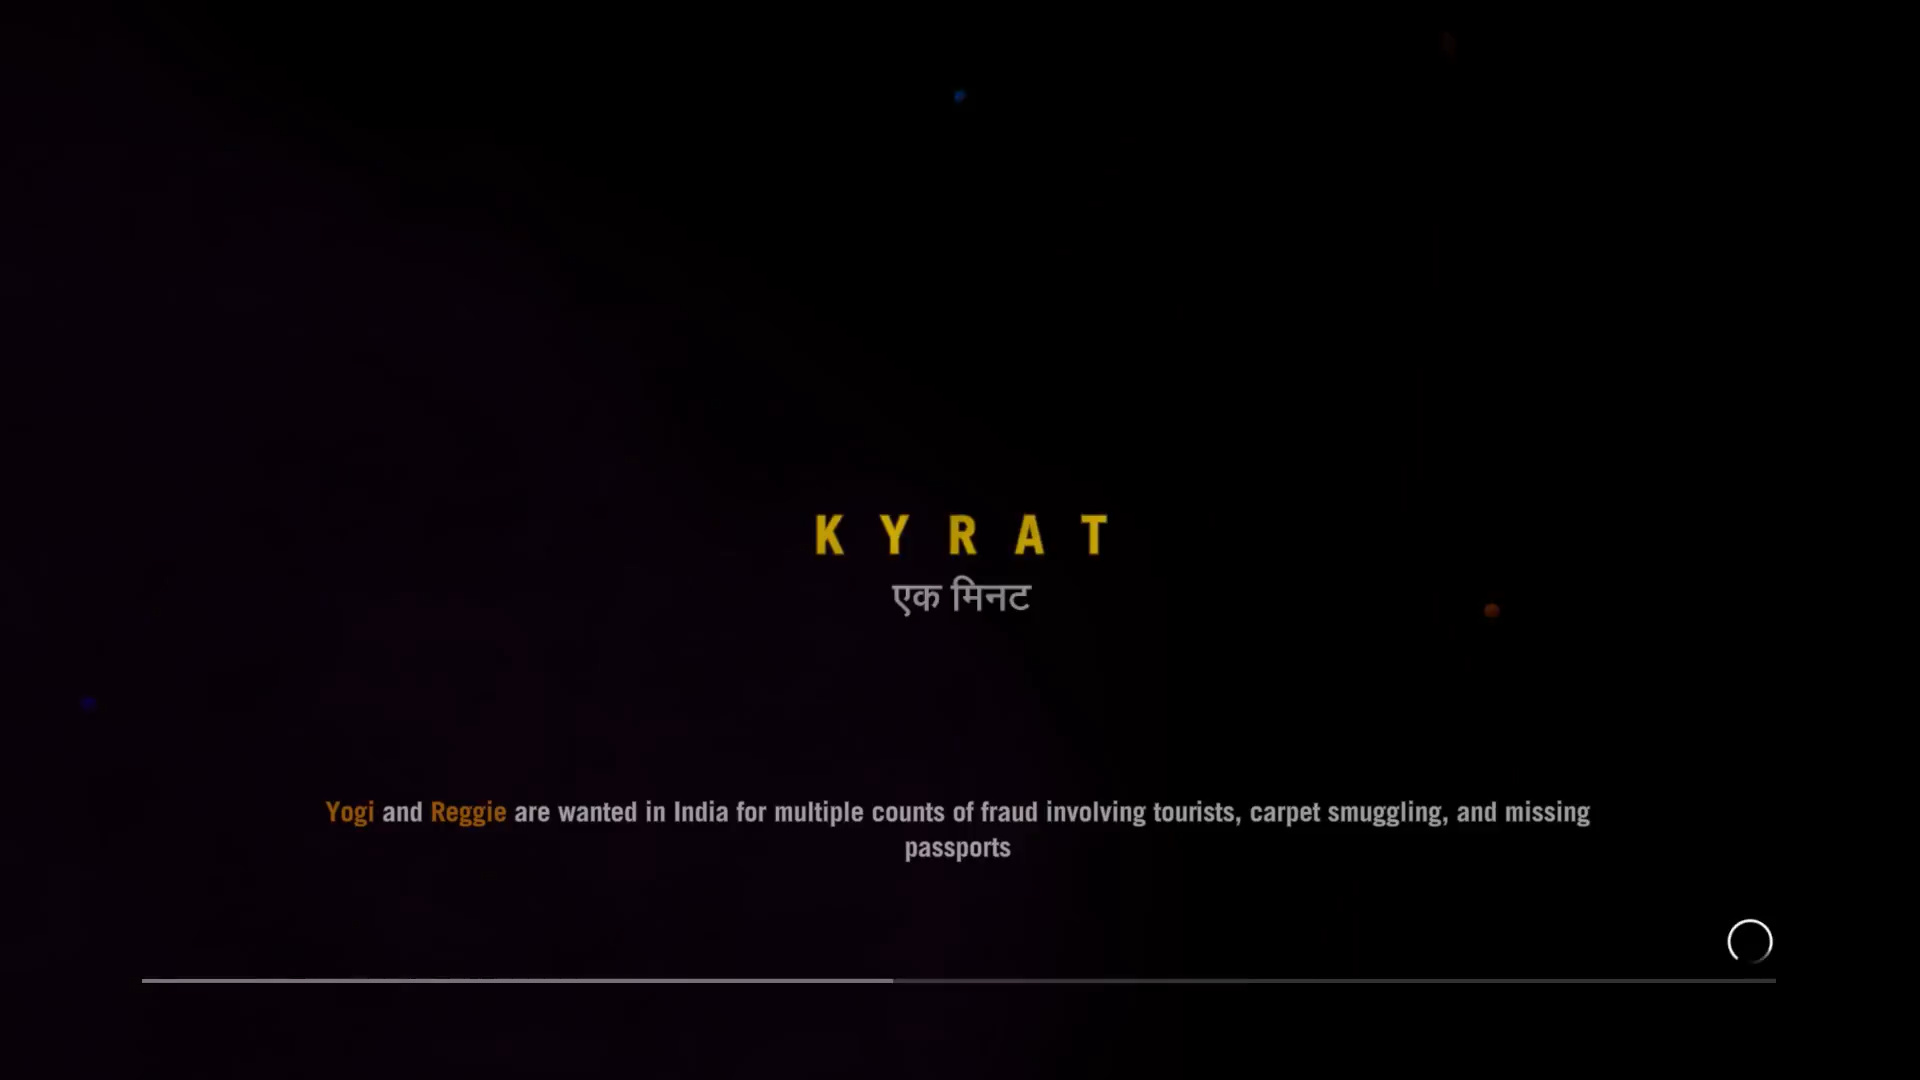 KYRAT
एक मिनट
Yogi and Reggie are wanted in India for multiple counts of fraud involving tourists, carpet smuggling, and missing
passports